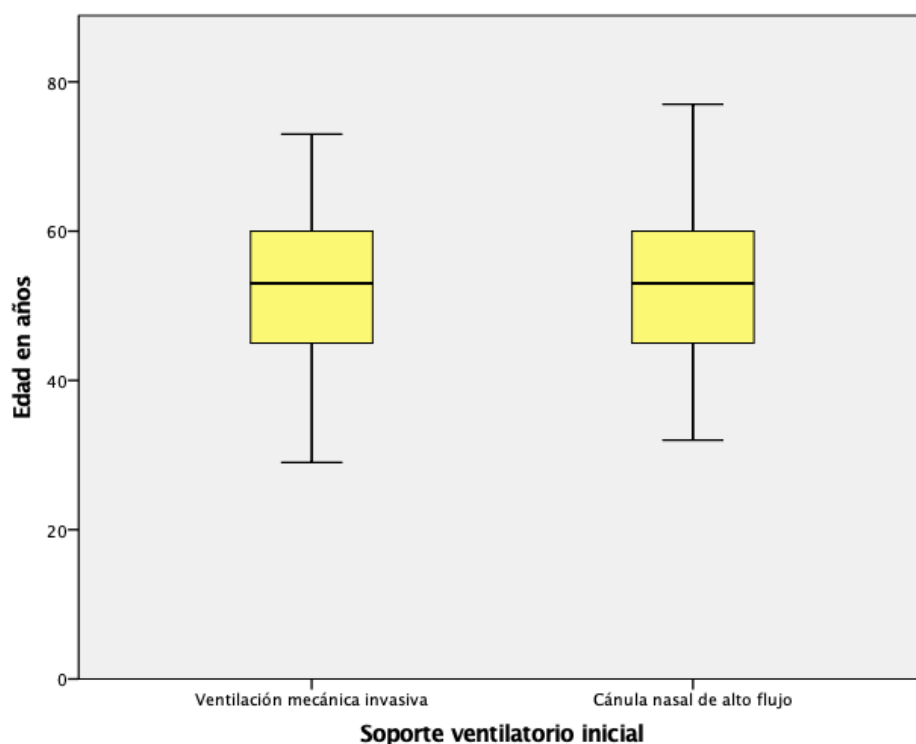 Edad en años
80
60
40
20
0
Ventilación mecánica invasiva
Cánula nasal de alto flujo
Soporte ventilatorio inicial